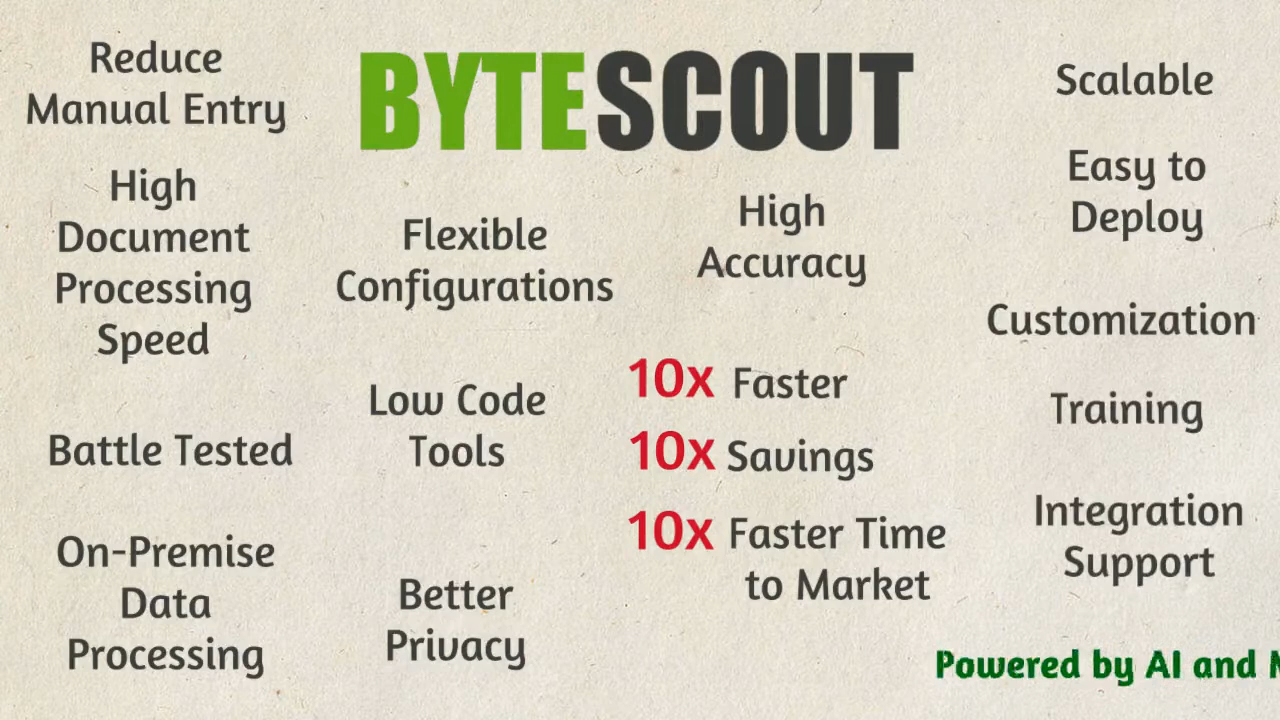 BYTESCOUT
Reduce
Manual Entry
High
Document
Processing
Speed
Battle Tested
On-Premise
Data
Processing
Flexible
Configurations
Low Code
Tools
Better
Privacy
High
Accuracy
10x Faster
10x Savings
10x Faster Time
to Market
Scalable
Easy to
Deploy
Customization
Training
Integration
Support
Powered by AI and